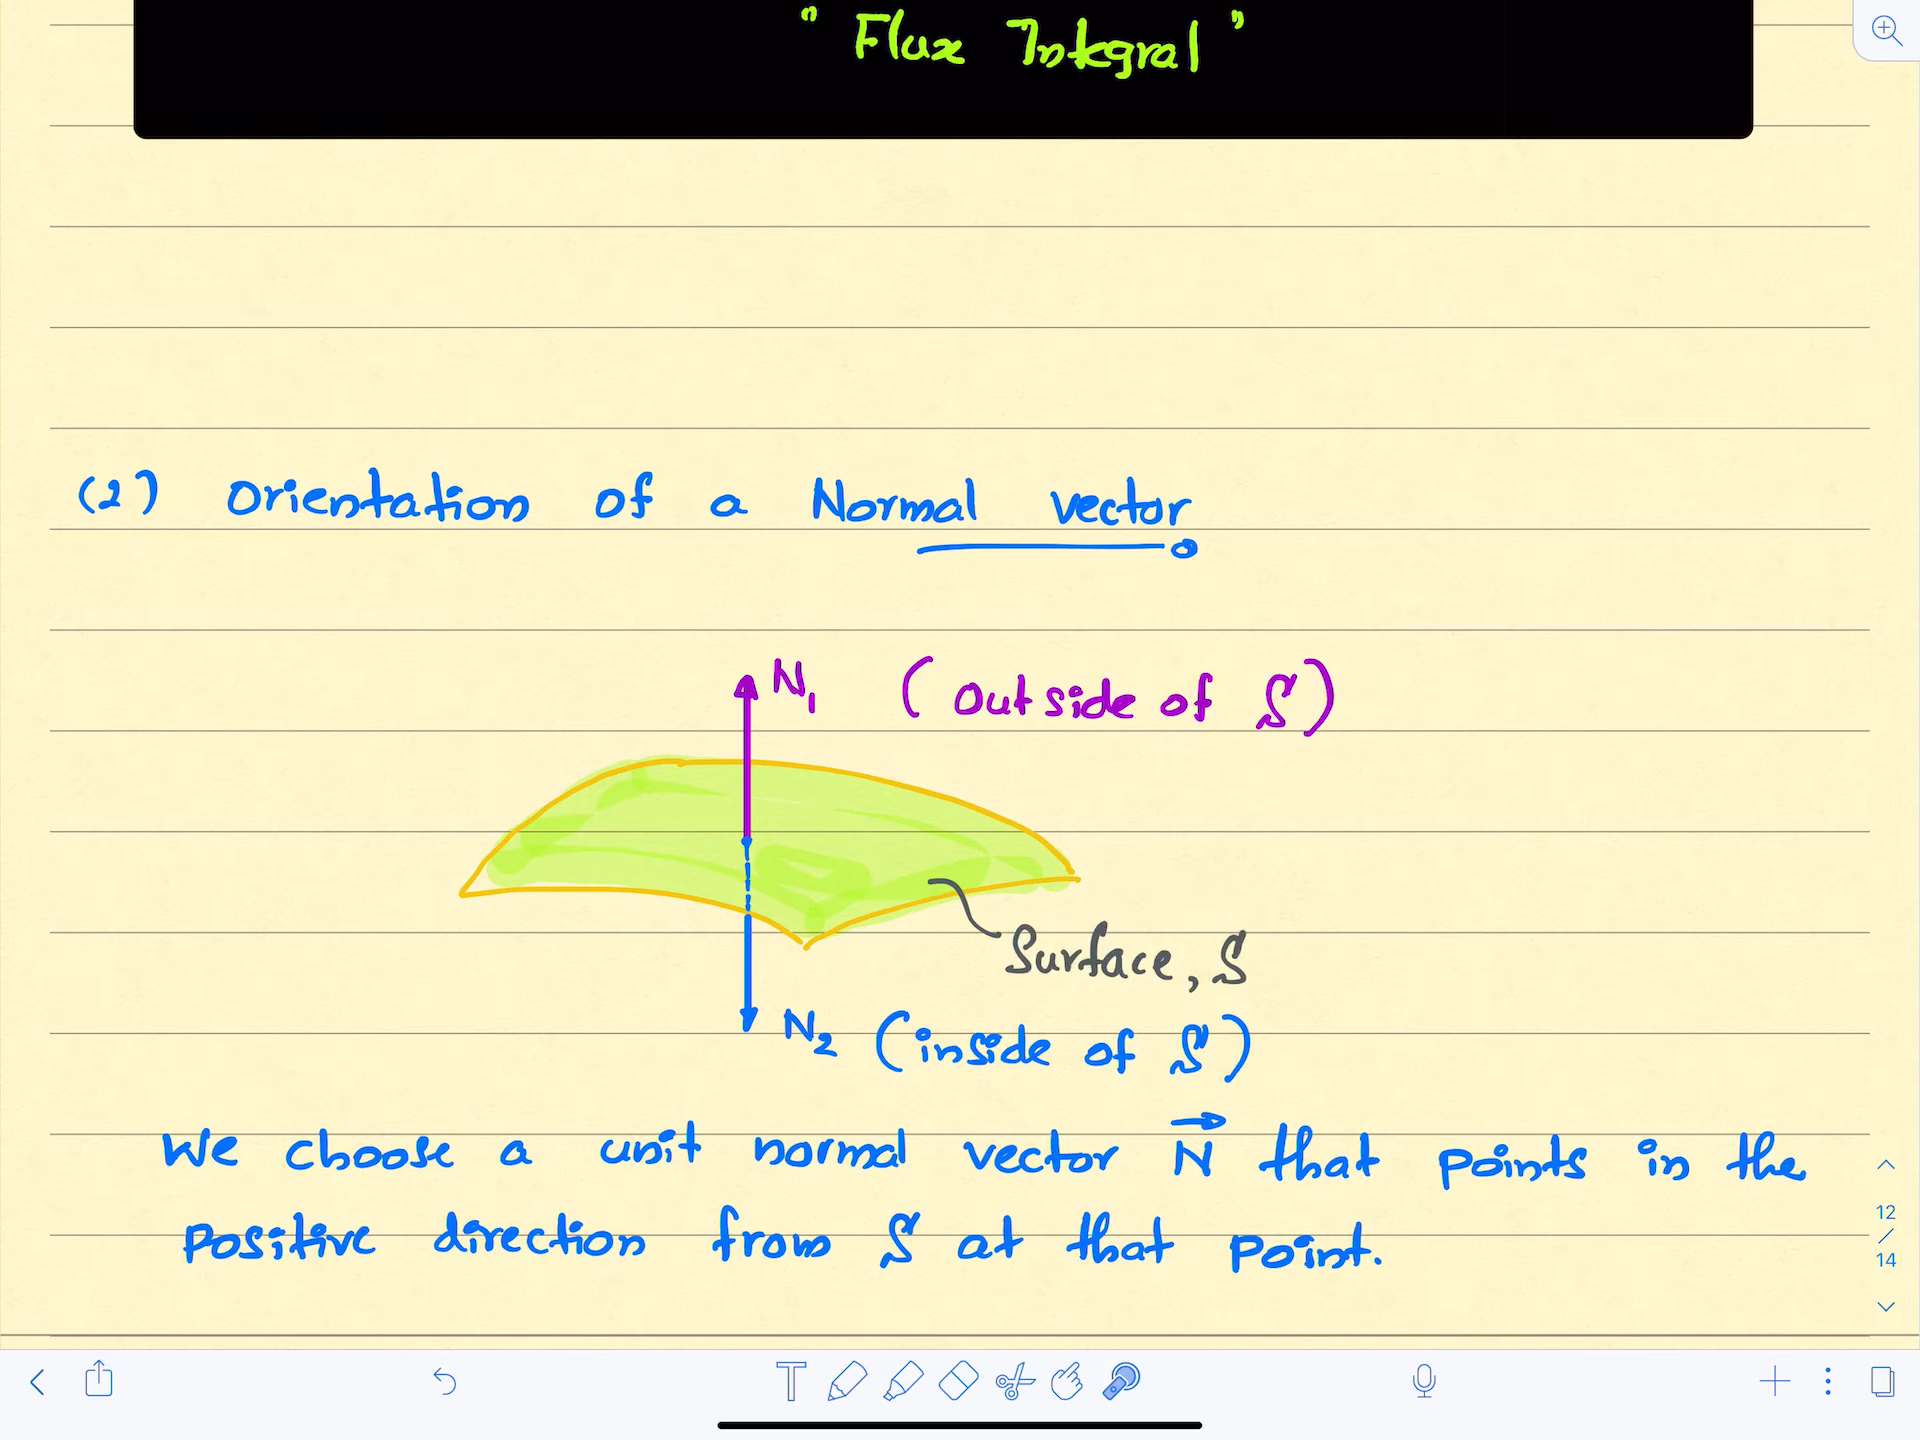 " Flux Integral "
(2) Orientation of a Normal vector
N₁ (Outside of S)
Surface, S
N₂ (inside of S)
We choose a unit normal vector N⃗ that points in the
positive direction from S at that point.
12
/
14
T